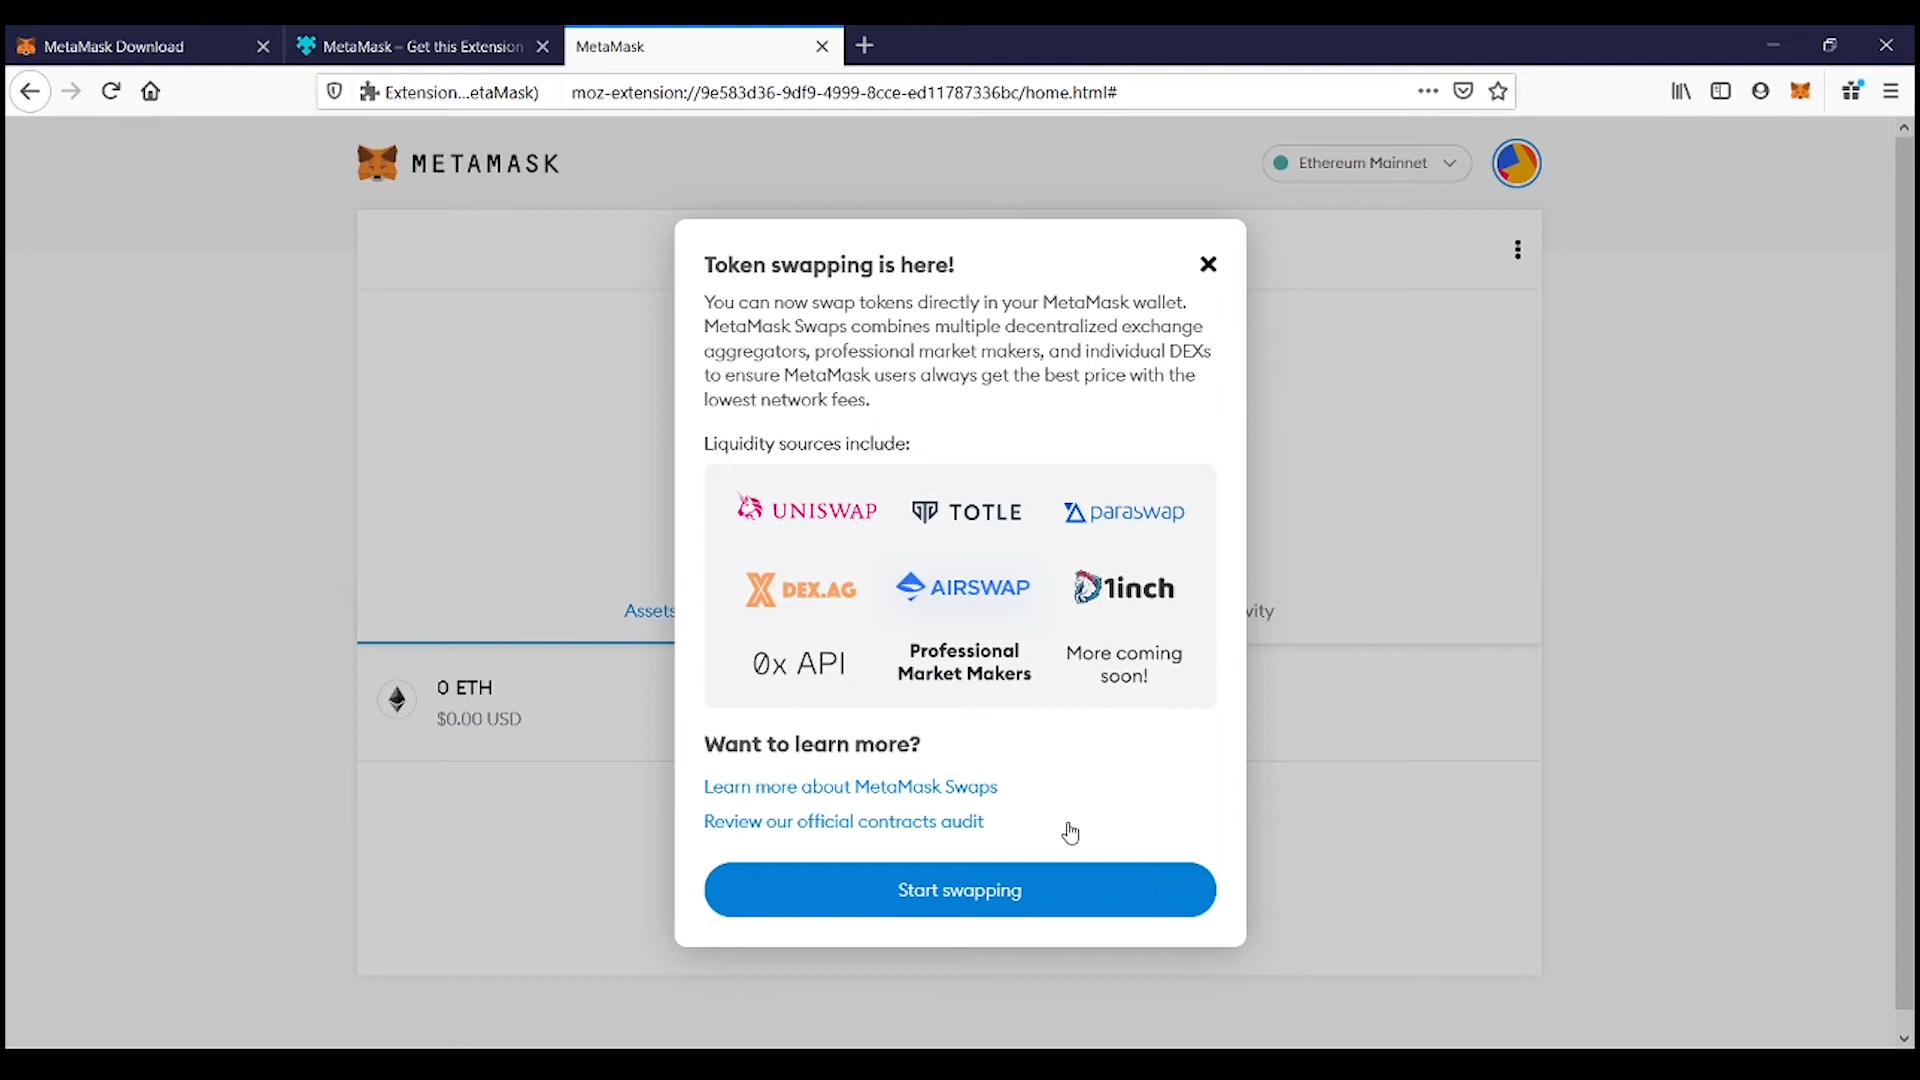 MetaMask Download
MetaMask – Get this Extension
MetaMask
Extension...etaMask)
moz-extension://9e583d36-9df9-4999-8cce-ed11787336bc/home.html#
METAMASK
Ethereum Mainnet
Token swapping is here!
You can now swap tokens directly in your MetaMask wallet.
MetaMask Swaps combines multiple decentralized exchange
aggregators, professional market makers, and individual DEXs
to ensure MetaMask users always get the best price with the
lowest network fees.
Liquidity sources include:
UNISWAP
TOTLE
paraswap
DEX.AG
AIRSWAP
1inch
0x API
Professional
Market Makers
More coming
soon!
Assets
vity
0 ETH
$0.00 USD
Want to learn more?
Learn more about MetaMask Swaps
Review our official contracts audit
Start swapping